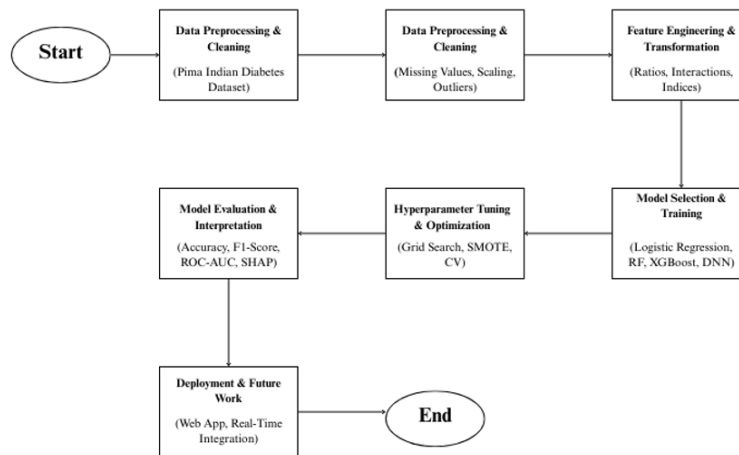 Start
Data Preprocessing &
Cleaning
(Pima Indian Diabetes
Dataset)
Data Preprocessing &
Cleaning
(Missing Values, Scaling,
Outliers)
Feature Engineering &
Transformation
(Ratios, Interactions,
Indices)
Model Selection &
Training
(Logistic Regression,
RF, XGBoost, DNN)
Hyperparameter Tuning
& Optimization
(Grid Search, SMOTE,
CV)
Model Evaluation &
Interpretation
(Accuracy, F1-Score,
ROC-AUC, SHAP)
Deployment & Future
Work
(Web App, Real-Time
Integration)
End